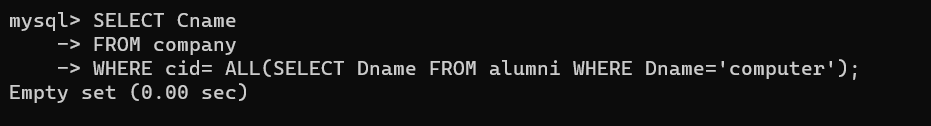 mysql> SELECT Cname
    -> FROM company
    -> WHERE cid= ALL(SELECT Dname FROM alumni WHERE Dname='computer');
Empty set (0.00 sec)